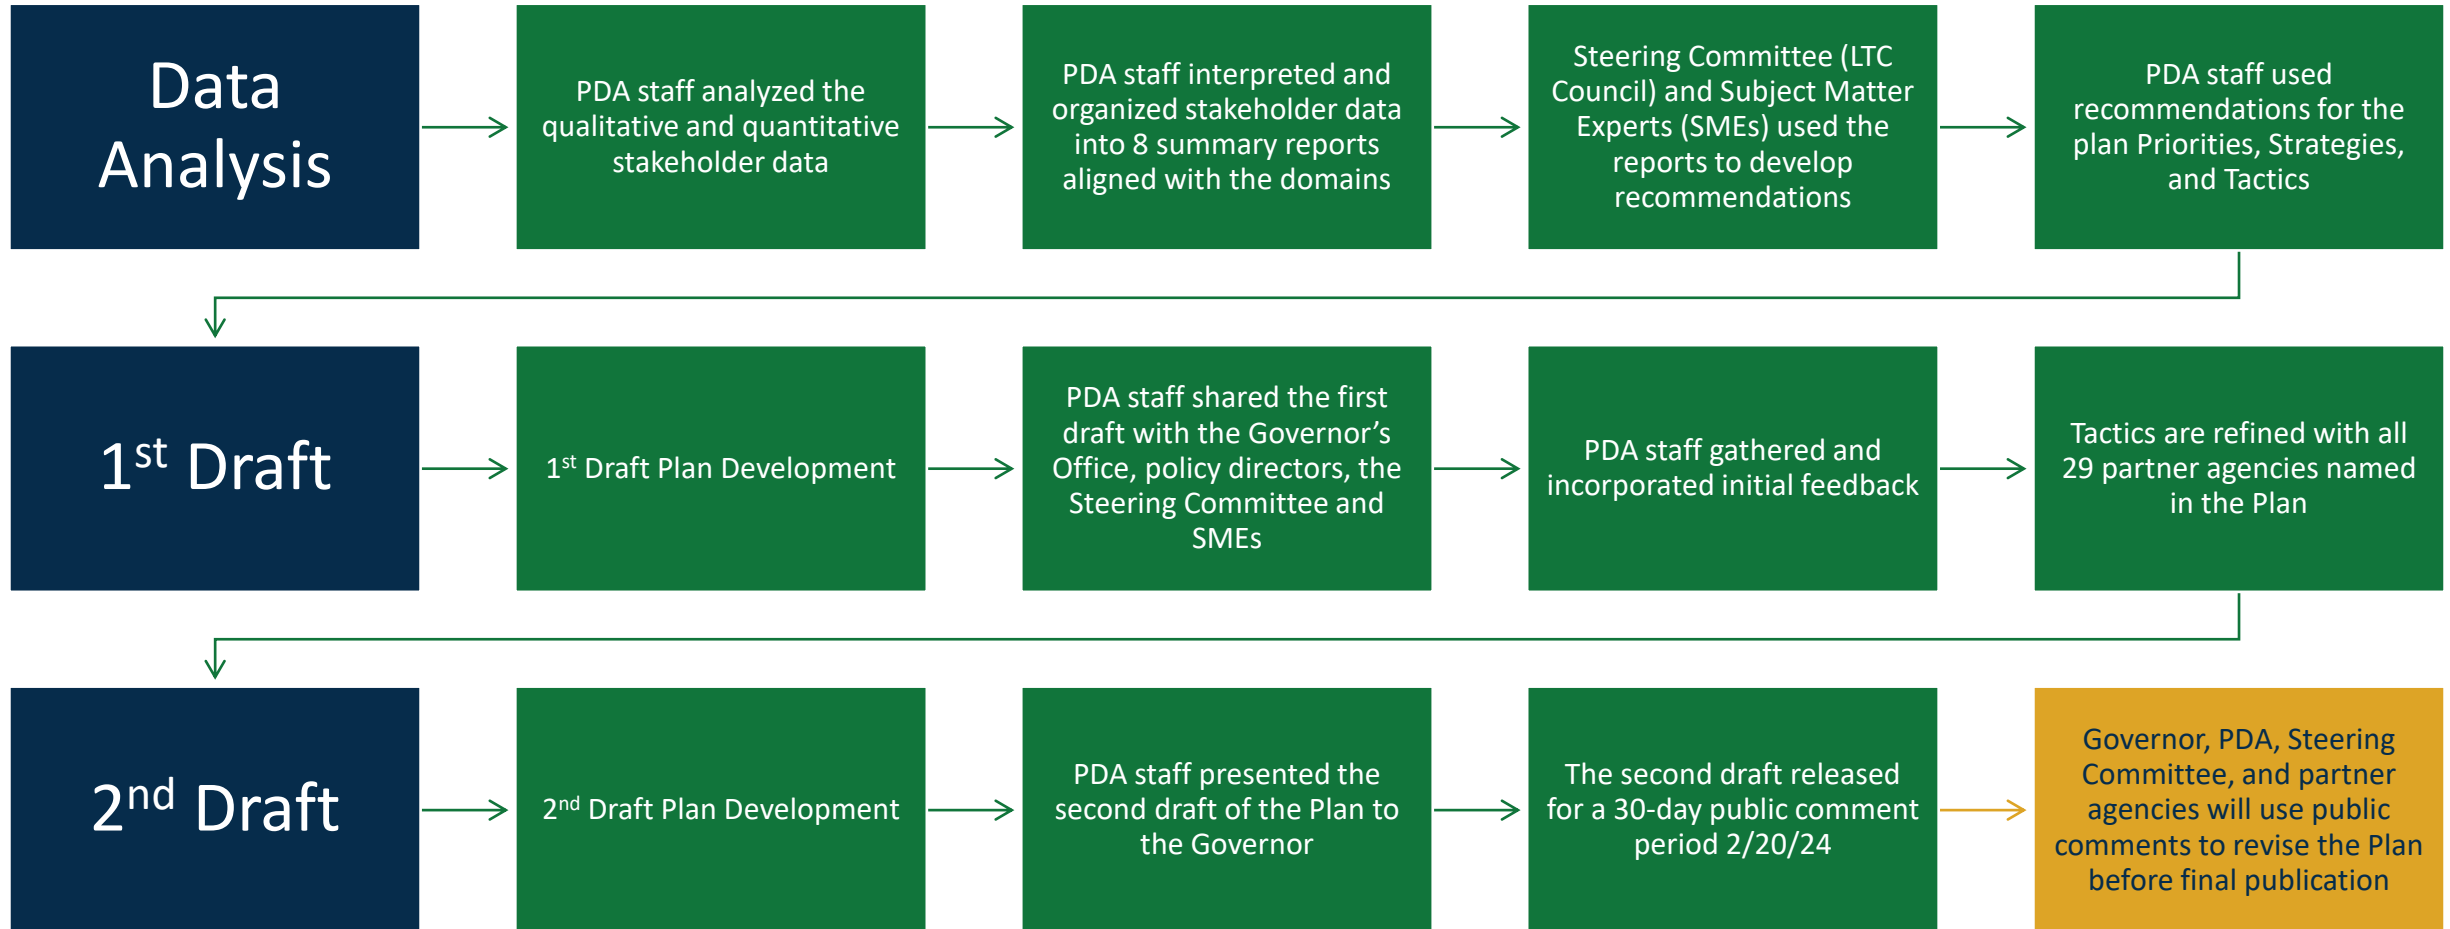 Data
Analysis
PDA staff analyzed the
qualitative and quantitative
stakeholder data
PDA staff interpreted and
organized stakeholder data
into 8 summary reports
aligned with the domains
Steering Committee (LTC
Council) and Subject Matter
Experts (SMEs) used the
reports to develop
recommendations
PDA staff used
recommendations for the
plan Priorities, Strategies,
and Tactics
1st Draft
1st Draft Plan Development
PDA staff shared the first
draft with the Governor’s
Office, policy directors, the
Steering Committee and
SMEs
PDA staff gathered and
incorporated initial feedback
Tactics are refined with all
29 partner agencies named
in the Plan
2nd Draft
2nd Draft Plan Development
PDA staff presented the
second draft of the Plan to
the Governor
The second draft released
for a 30-day public comment
period 2/20/24
Governor, PDA, Steering
Committee, and partner
agencies will use public
comments to revise the Plan
before final publication